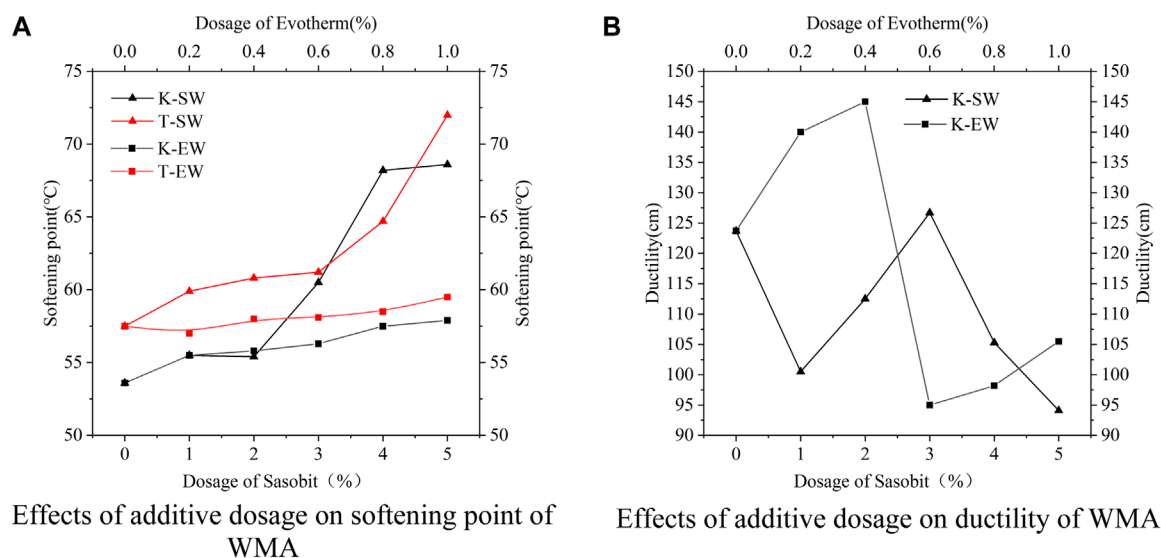 A
Dosage of Evotherm(%)
0.0 0.2 0.4 0.6 0.8 1.0
75 75
70 70
65 65
60 60
55 55
50 50
K-SW
T-SW
K-EW
T-EW
Softening point(℃)
Softening point(℃)
0 1 2 3 4 5
Dosage of Sasobit（%）
Effects of additive dosage on softening point of
WMA
B
Dosage of Evotherm(%)
0.0 0.2 0.4 0.6 0.8 1.0
150 150
145 145
140 140
135 135
130 130
125 125
120 120
115 115
110 110
105 105
100 100
95 95
90 90
K-SW
K-EW
Ductility(cm)
Ductility(cm)
0 1 2 3 4 5
Dosage of Sasobit（%）
Effects of additive dosage on ductility of WMA